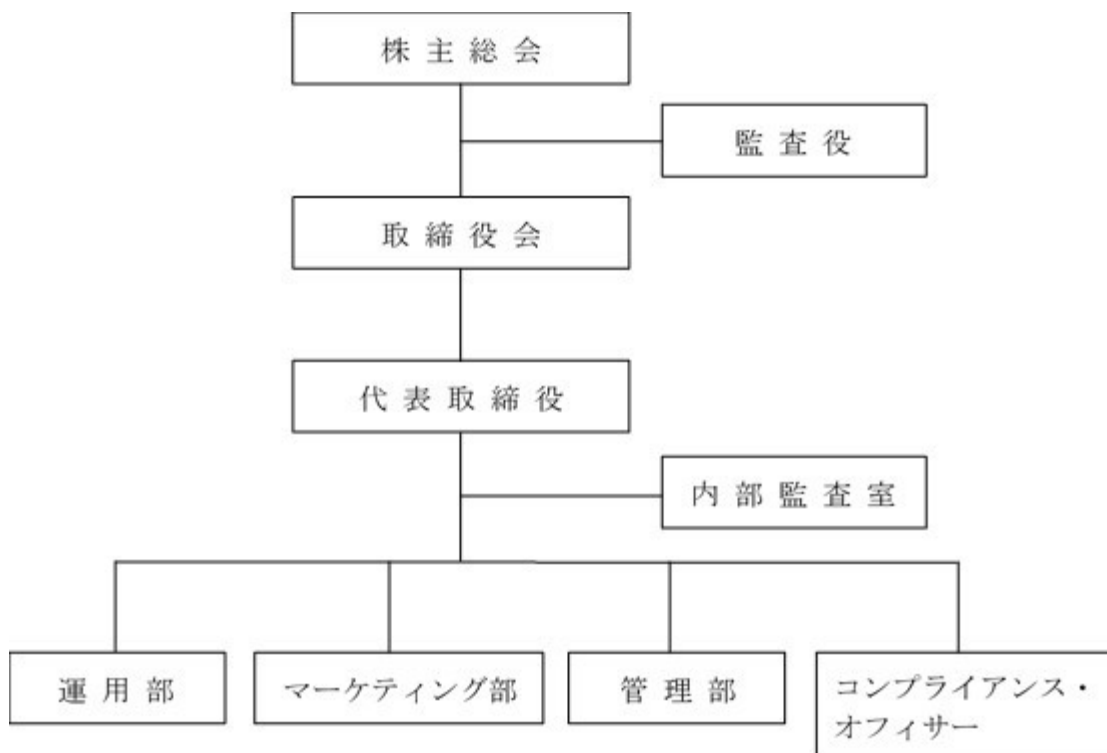 株主総会
監査役
取締役会
代表取締役
内部監査室
運用部
マーケティング部
管理部
コンプライアンス・
オフィサー